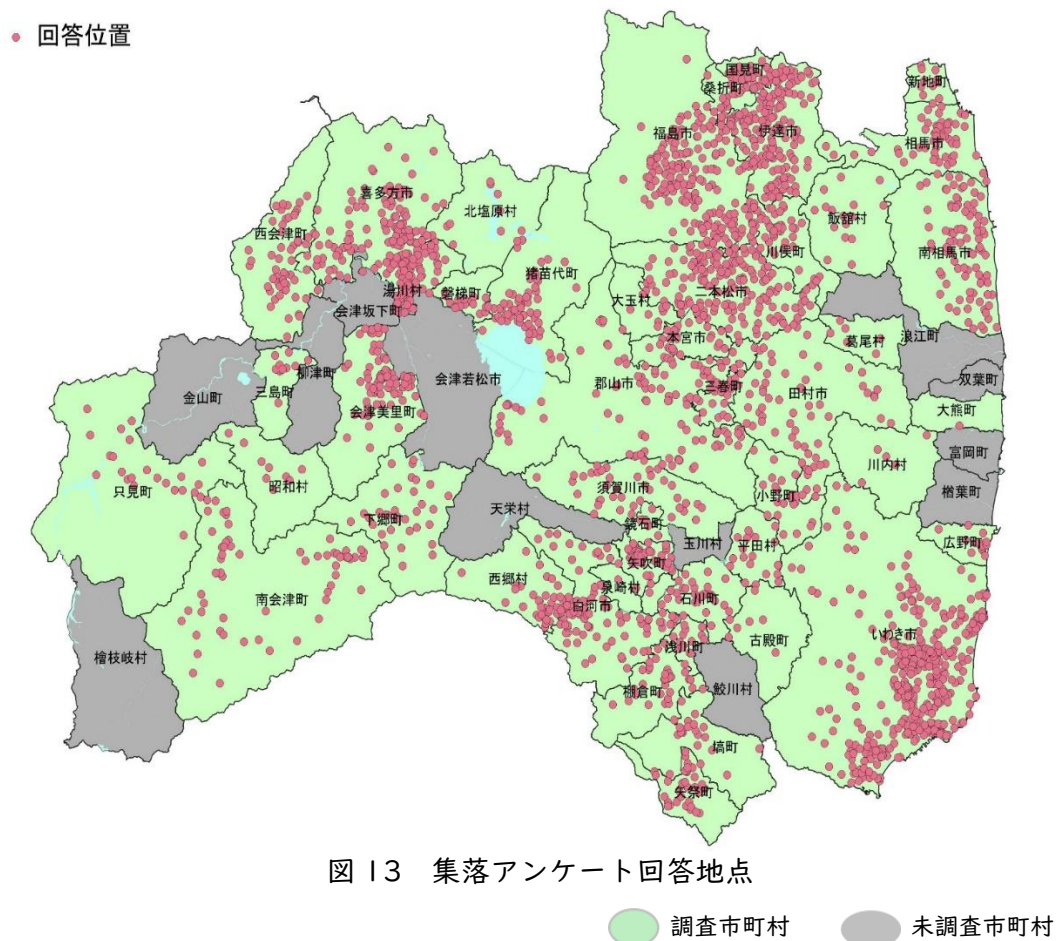 回答位置
国見町
桑折町
新地町
福島市
伊達市
相馬市
喜多方市
北塩原村
飯舘村
西会津町
川俣町
南相馬市
猪苗代町
湯川村
磐梯町
大玉村
二本松市
会津坂下町
本宮市
葛尾村
浪江町
柳津町
会津若松市
郡山市
三春町
田村市
双葉町
金山町
三島町
会津美里町
大熊町
富岡町
川内村
只見町
昭和村
須賀川市
小野町
楢葉町
天栄村
下郷町
鏡石町
玉川村
平田村
広野町
矢吹町
西郷村
泉崎村
石川町
南会津町
白河市
古殿町
いわき市
浅川町
檜枝岐村
棚倉町
鮫川村
塙町
矢祭町
図13 集落アンケート回答地点
調査市町村
未調査市町村